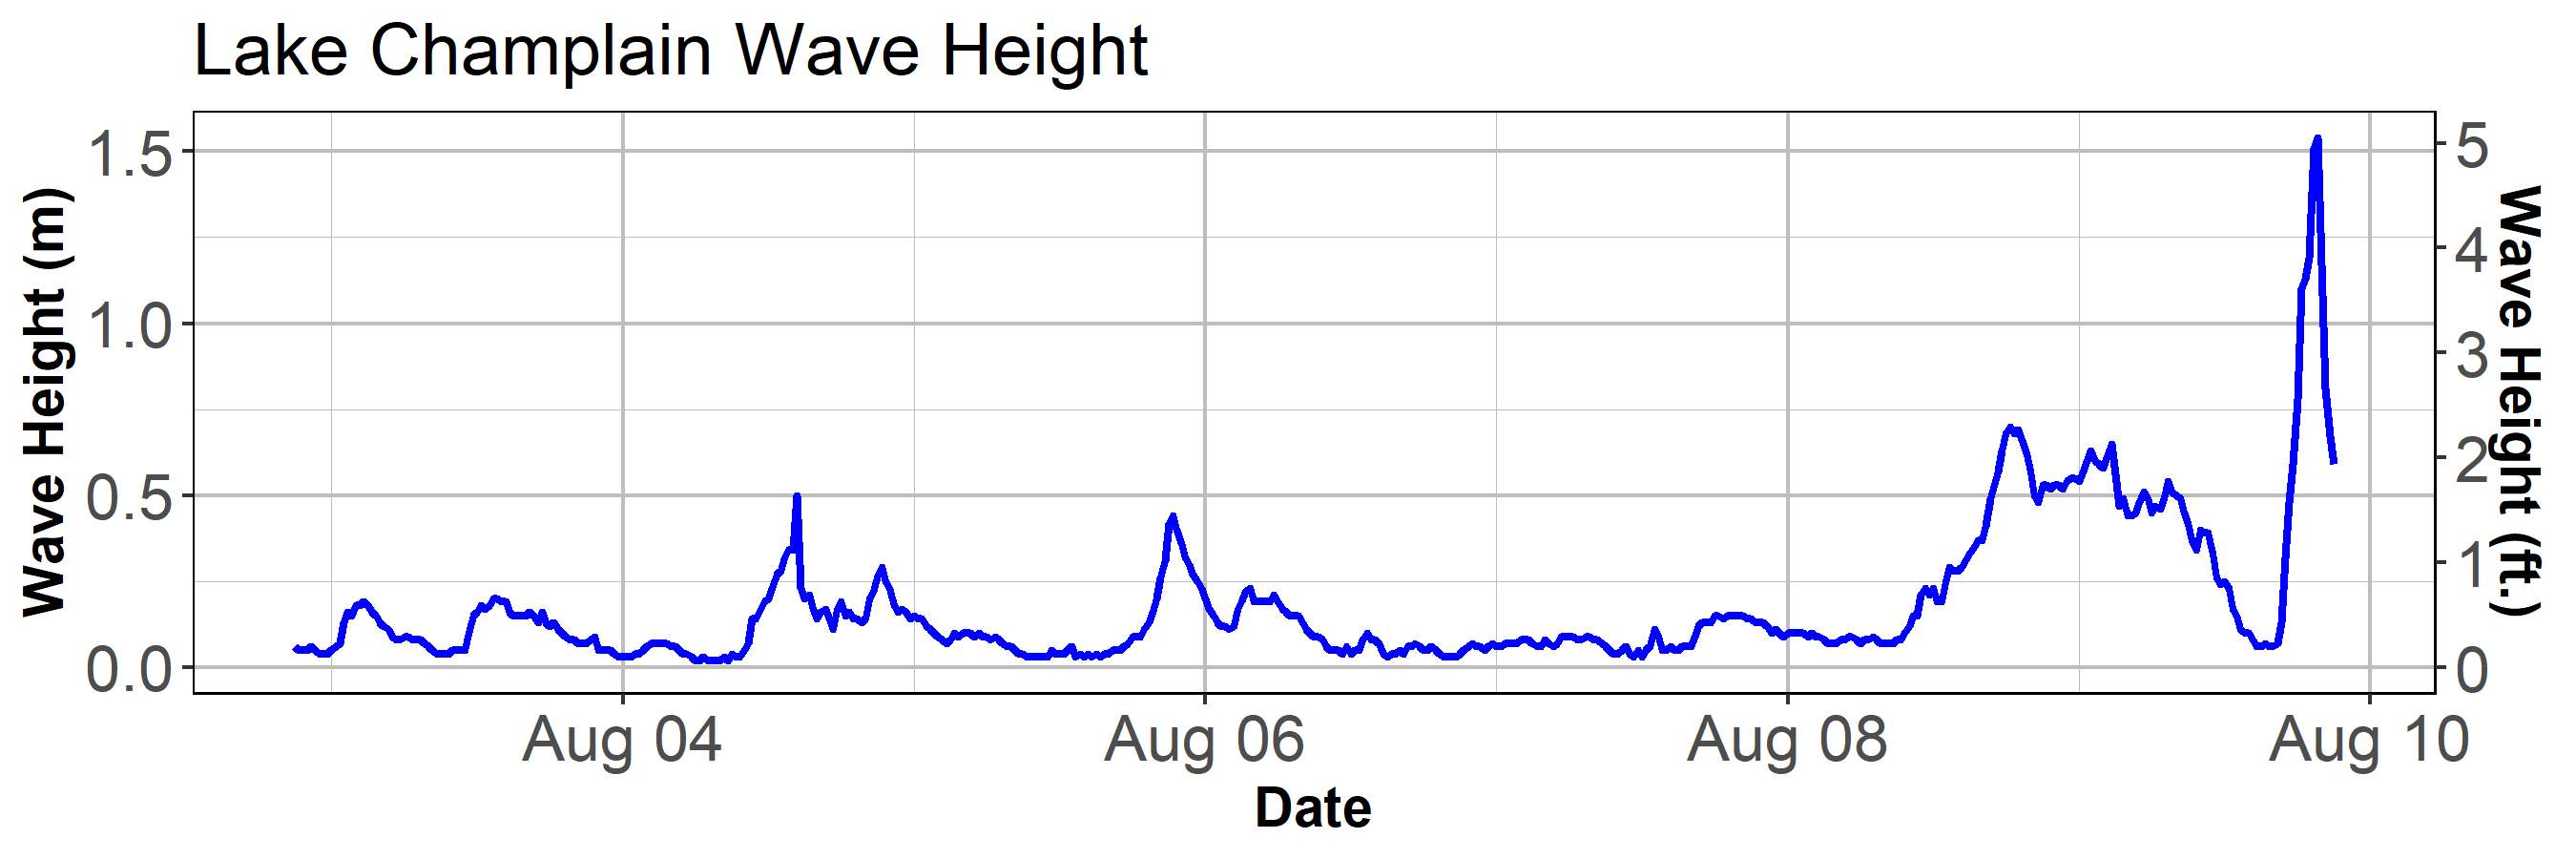 Lake Champlain Wave Height
Wave Height (m)
1.5
1.0
0.5
0.0
5
4
3
2
1
0
Wave Height (ft.)
Aug 04
Aug 06
Aug 08
Aug 10
Date